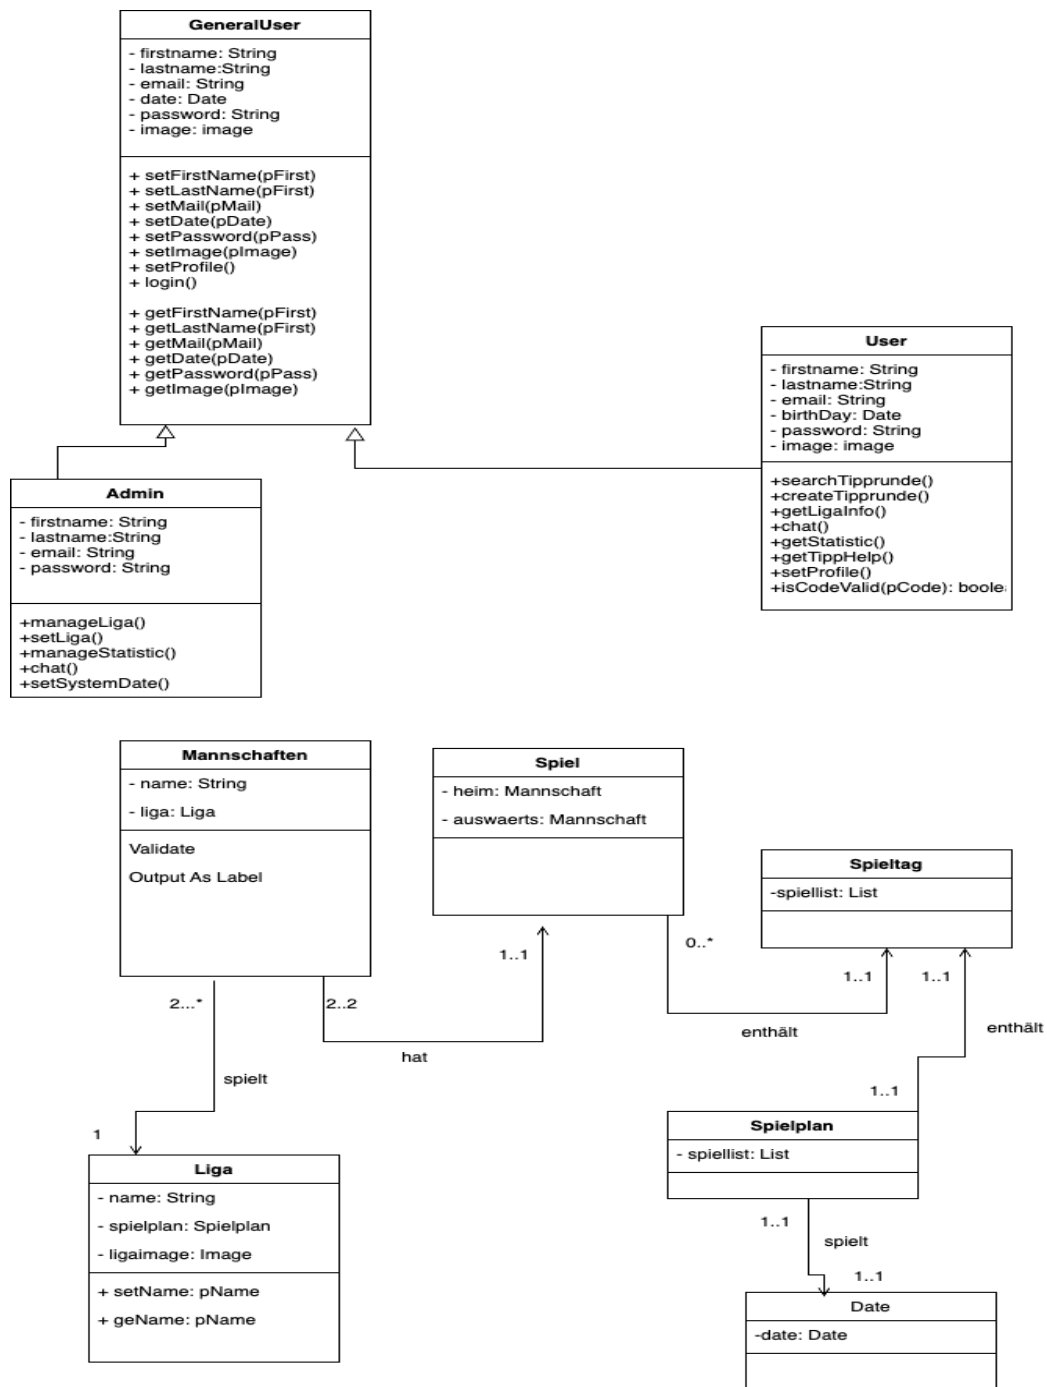 GeneralUser
- firstname: String
- lastname:String
- email: String
- date: Date
- password: String
- image: image
+ setFirstName(pFirst)
+ setLastName(pFirst)
+ setMail(pMail)
+ setDate(pDate)
+ setPassword(pPass)
+ setImage(pImage)
+ setProfile()
+ login()
+ getFirstName(pFirst)
+ getLastName(pFirst)
+ getMail(pMail)
+ getDate(pDate)
+ getPassword(pPass)
+ getImage(pImage)
User
- firstname: String
- lastname:String
- email: String
- birthDay: Date
- password: String
- image: image
+searchTipprunde()
+createTipprunde()
+getLigaInfo()
+chat()
+getStatistic()
+getTippHelp()
+setProfile()
+isCodeValid(pCode): boolea
Admin
- firstname: String
- lastname:String
- email: String
- password: String
+manageLiga()
+setLiga()
+manageStatistic()
+chat()
+setSystemDate()
Mannschaften
- name: String
- liga: Liga
Validate
Output As Label
Spiel
- heim: Mannschaft
- auswaerts: Mannschaft
Spieltag
-spiellist: List
2...*
2..2
1..1
hat
0..*
1..1
1..1
enthält
enthält
spielt
1
1..1
Liga
- name: String
- spielplan: Spielplan
- ligaimage: Image
+ setName: pName
+ geName: pName
Spielplan
- spiellist: List
1..1
spielt
1..1
Date
-date: Date